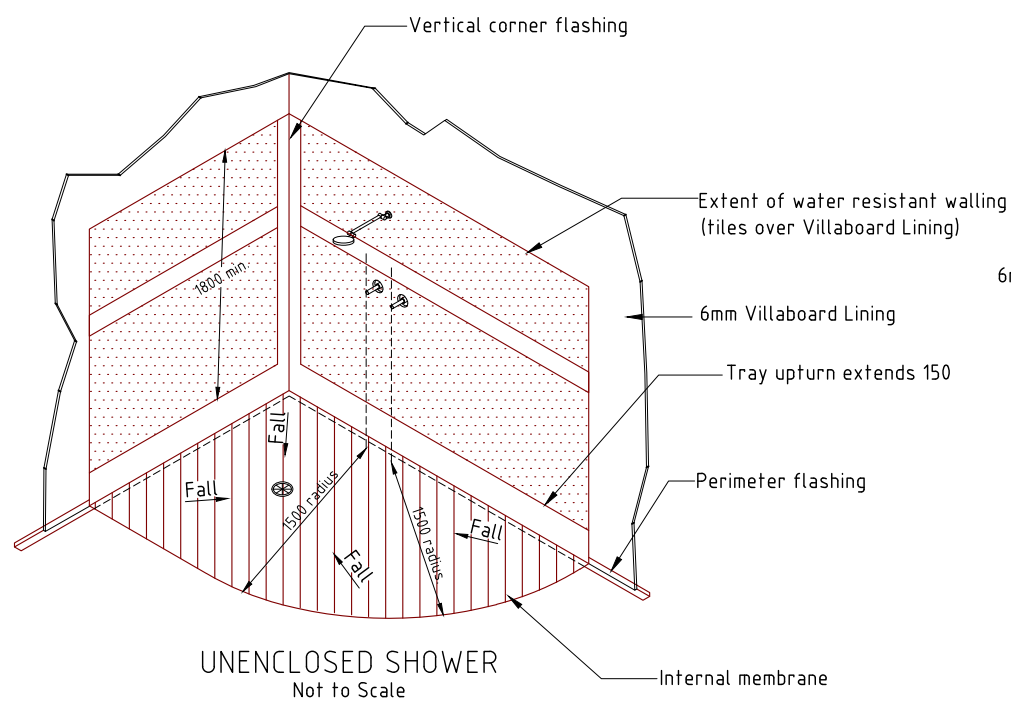 Vertical corner flashing
Extent of water resistant walling
(tiles over Villaboard Lining)
6mm Villaboard Lining
Tray upturn extends 150
Perimeter flashing
1800 min.
Fall
Fall
1500 radius
1500 radius
Fall
Fall
Internal membrane
UNENCLOSED SHOWER
Not to Scale